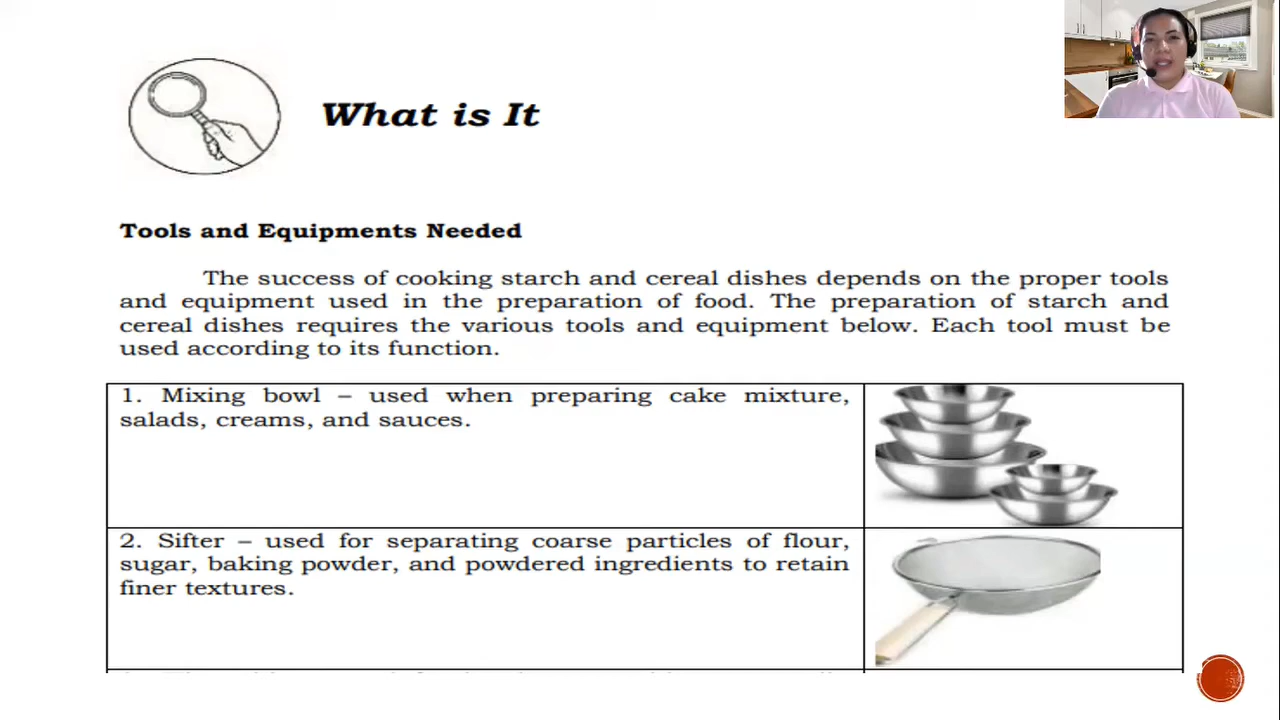 What is It
Tools and Equipments Needed
The success of cooking starch and cereal dishes depends on the proper tools
and equipment used in the preparation of food. The preparation of starch and
cereal dishes requires the various tools and equipment below. Each tool must be
used according to its function.
1. Mixing bowl – used when preparing cake mixture,
salads, creams, and sauces.
2. Sifter – used for separating coarse particles of flour,
sugar, baking powder, and powdered ingredients to retain
finer textures.